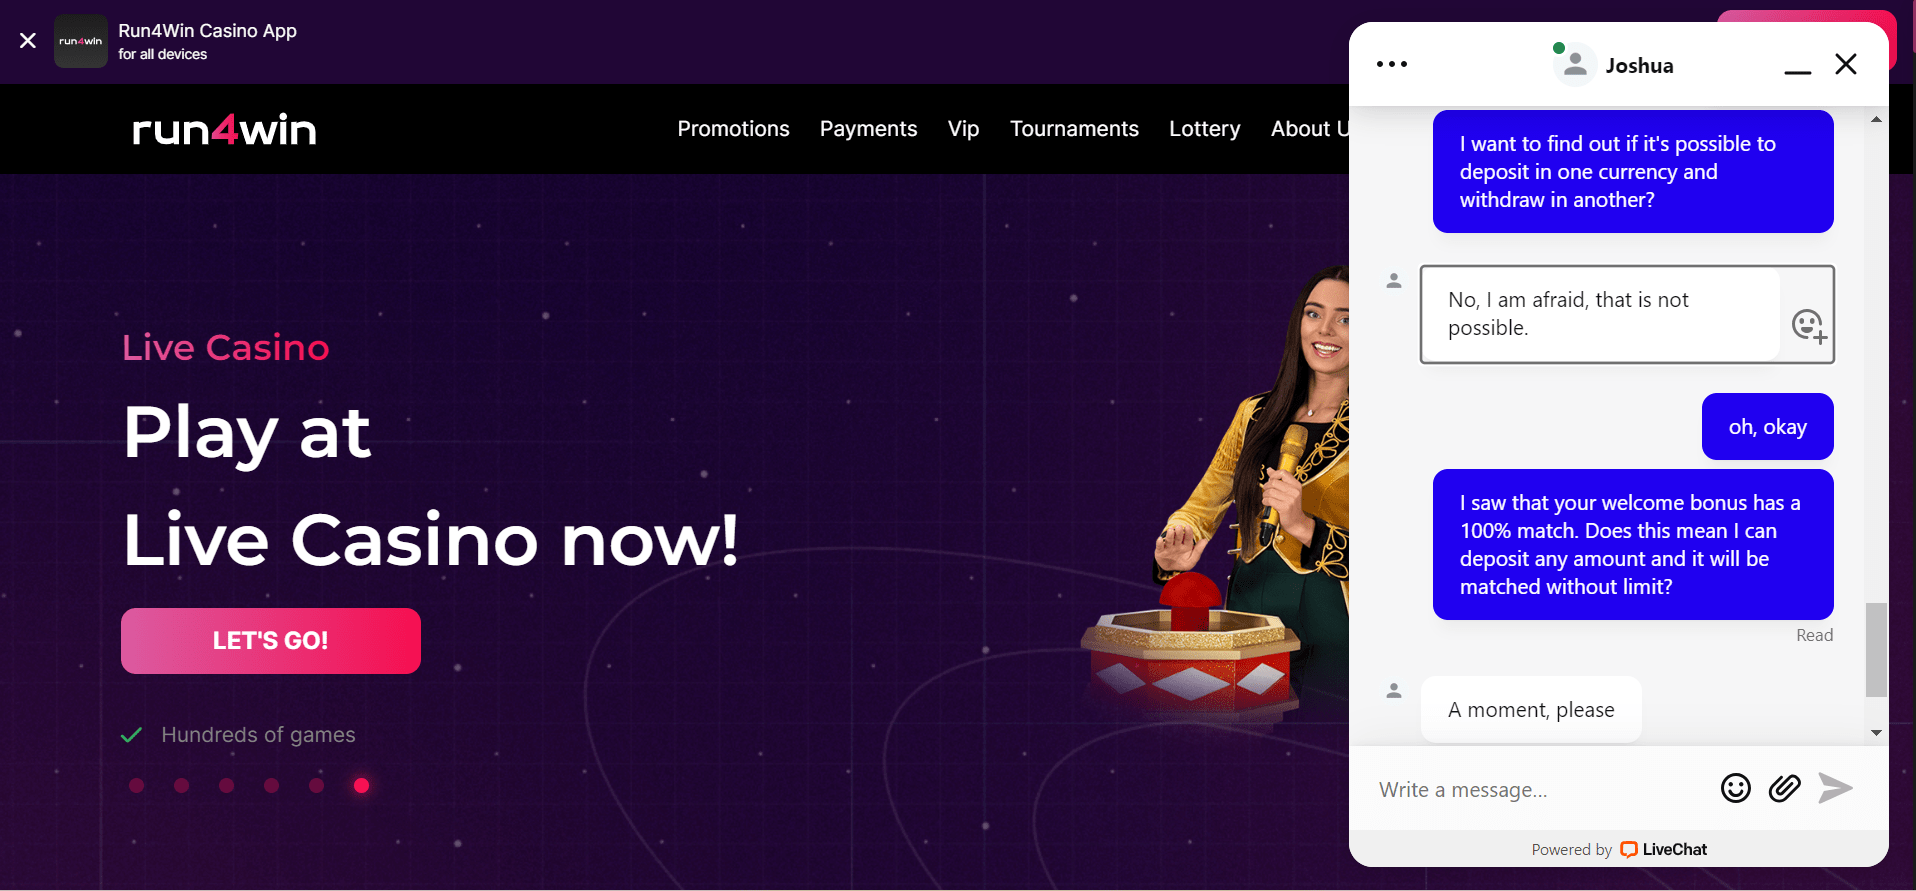 Run4Win Casino App
for all devices
run4win
run4win
Promotions Payments Vip Tournaments Lottery About U
Live Casino
Play at
Live Casino now!
LET'S GO!
Hundreds of games
Joshua
I want to find out if it's possible to
deposit in one currency and
withdraw in another?
No, I am afraid, that is not
possible.
oh, okay
I saw that your welcome bonus has a
100% match. Does this mean I can
deposit any amount and it will be
matched without limit?
Read
A moment, please
Write a message...
Powered by LiveChat